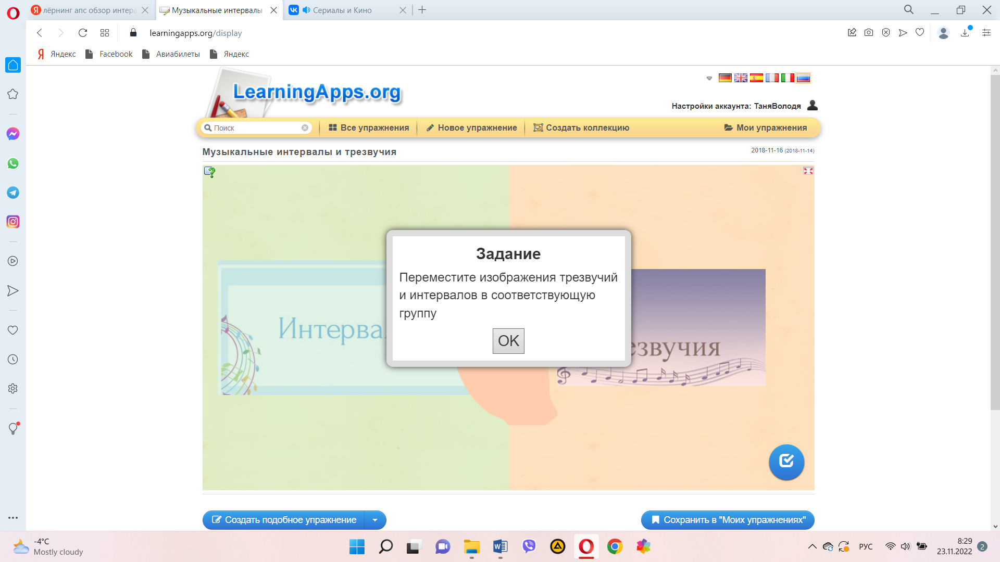 лёрнинг апс обзор интера
Музыкальные интервалы
Сериалы и Кино
learningapps.org/display
Яндекс
Facebook
Авиабилеты
Яндекс
LearningApps.org
Настройки аккаунта: ТаняВолодя
Поиск
Все упражнения
Новое упражнение
Создать коллекцию
Мои упражнения
Музыкальные интервалы и трезвучия
2018-11-16 (2018-11-14)
Задание
Переместите изображения трезвучий
и интервалов в соответствующую
группу
OK
Интерва
езвучия
Создать подобное упражнение
Сохранить в "Моих упражнениях"
-4°C
Mostly cloudy
РУС
8:29
23.11.2022
2